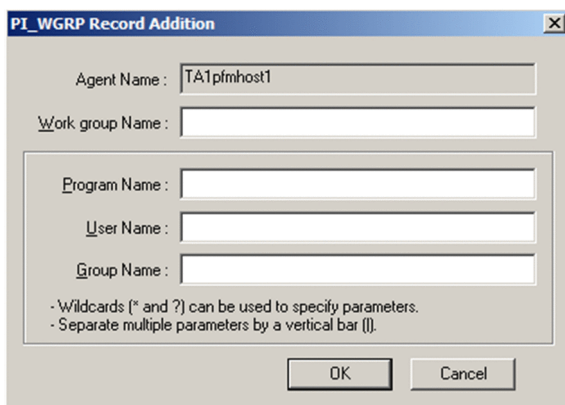 PI_WGRP Record Addition
Agent Name : TA1pfmhost1
Work group Name :
Program Name :
User Name :
Group Name :
- Wildcards (* and ?) can be used to specify parameters.
- Separate multiple parameters by a vertical bar (|).
OK Cancel